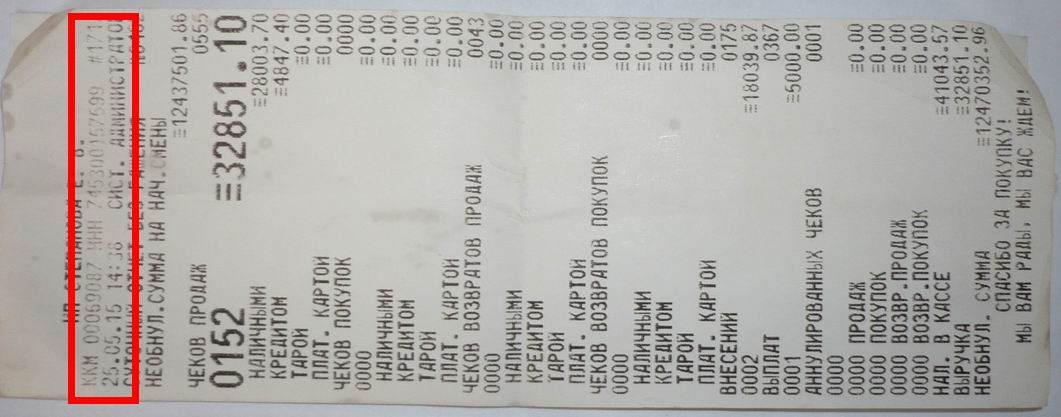 ИП СТЕПАНОВА Е. В.
ККМ 00069087 ИНН 745300157599 #1711
25.05.15 14:38 СИСТ. АДМИНИСТРАТОР
СУТОЧНЫЙ ОТЧЕТ БЕЗ ГАШЕНИЯ
НЕОБНУЛ.СУММА НА НАЧ.СМЕНЫ
=12437501.86
ЧЕКОВ ПРОДАЖ 0555
0152 =32851.10
НАЛИЧНЫМИ =28003.70
КРЕДИТОМ =4847.40
ТАРОЙ =0.00
ПЛАТ. КАРТОЙ =0.00
ЧЕКОВ ПОКУПОК 0000
0000 =0.00
НАЛИЧНЫМИ =0.00
КРЕДИТОМ =0.00
ТАРОЙ =0.00
ПЛАТ. КАРТОЙ =0.00
ЧЕКОВ ВОЗВРАТОВ ПРОДАЖ 0043
0000 =0.00
НАЛИЧНЫМИ =0.00
КРЕДИТОМ =0.00
ТАРОЙ =0.00
ПЛАТ. КАРТОЙ =0.00
ЧЕКОВ ВОЗВРАТОВ ПОКУПОК 0000
0000 =0.00
НАЛИЧНЫМИ =0.00
КРЕДИТОМ =0.00
ТАРОЙ =0.00
ПЛАТ. КАРТОЙ =0.00
ВНЕСЕНИЙ 0175
0002 =18039.87
ВЫПЛАТ 0367
0001 =5000.00
АННУЛИРОВАННЫХ ЧЕКОВ 0001
0000
0000 ПРОДАЖ =0.00
0000 ПОКУПОК =0.00
0000 ВОЗВР.ПРОДАЖ =0.00
0000 ВОЗВР.ПОКУПОК =0.00
НАЛ. В КАССЕ =41043.57
ВЫРУЧКА =32851.10
НЕОБНУЛ. СУММА =12470352.96
СПАСИБО ЗА ПОКУПКУ!
МЫ ВАМ РАДЫ, МЫ ВАС ЖДЕМ!